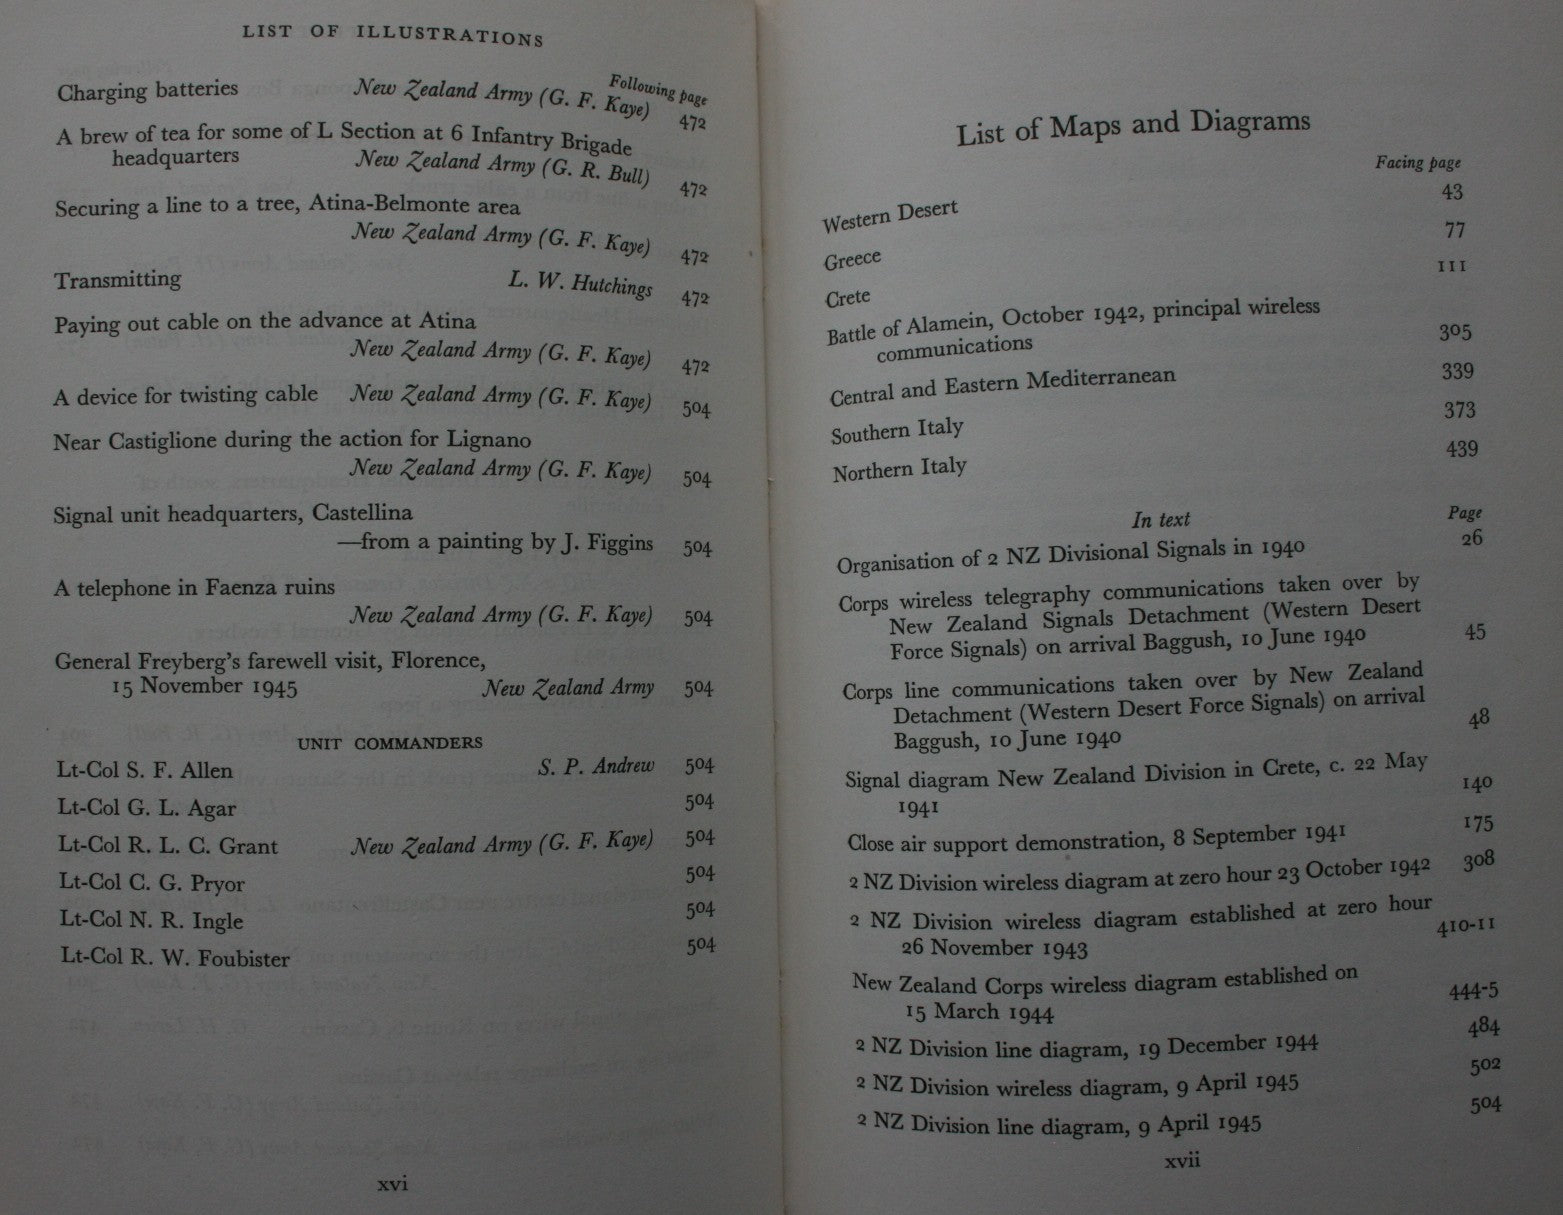 LIST OF ILLUSTRATIONS
Following page
Charging batteries New Zealand Army (G. F. Kaye) 472
A brew of tea for some of L Section at 6 Infantry Brigade
headquarters New Zealand Army (G. R. Bull) 472
Securing a line to a tree, Atina-Belmonte area
New Zealand Army (G. F. Kaye) 472
Transmitting L. W. Hutchings 472
Paying out cable on the advance at Atina
New Zealand Army (G. F. Kaye) 472
A device for twisting cable New Zealand Army (G. F. Kaye) 504
Near Castiglione during the action for Lignano
New Zealand Army (G. F. Kaye) 504
Signal unit headquarters, Castellina
—from a painting by J. Figgins 504
A telephone in Faenza ruins
New Zealand Army (G. F. Kaye) 504
General Freyberg's farewell visit, Florence,
15 November 1945 New Zealand Army 504
UNIT COMMANDERS
Lt-Col S. F. Allen S. P. Andrew 504
Lt-Col G. L. Agar 504
Lt-Col R. L. C. Grant New Zealand Army (G. F. Kaye) 504
Lt-Col C. G. Pryor 504
Lt-Col N. R. Ingle 504
Lt-Col R. W. Foubister 504
xvi
List of Maps and Diagrams
Facing page
Western Desert 43
Greece 77
Crete 111
Battle of Alamein, October 1942, principal wireless
communications 305
Central and Eastern Mediterranean 339
Southern Italy 373
Northern Italy 439
In text Page
Organisation of 2 NZ Divisional Signals in 1940 26
Corps wireless telegraphy communications taken over by
New Zealand Signals Detachment (Western Desert
Force Signals) on arrival Baggush, 10 June 1940 45
Corps line communications taken over by New Zealand
Detachment (Western Desert Force Signals) on arrival
Baggush, 10 June 1940 48
Signal diagram New Zealand Division in Crete, c. 22 May
1941 140
Close air support demonstration, 8 September 1941 175
2 NZ Division wireless diagram at zero hour 23 October 1942 308
2 NZ Division wireless diagram established at zero hour
26 November 1943 410-11
New Zealand Corps wireless diagram established on
15 March 1944 444-5
2 NZ Division line diagram, 19 December 1944 484
2 NZ Division wireless diagram, 9 April 1945 502
2 NZ Division line diagram, 9 April 1945 504
xvii